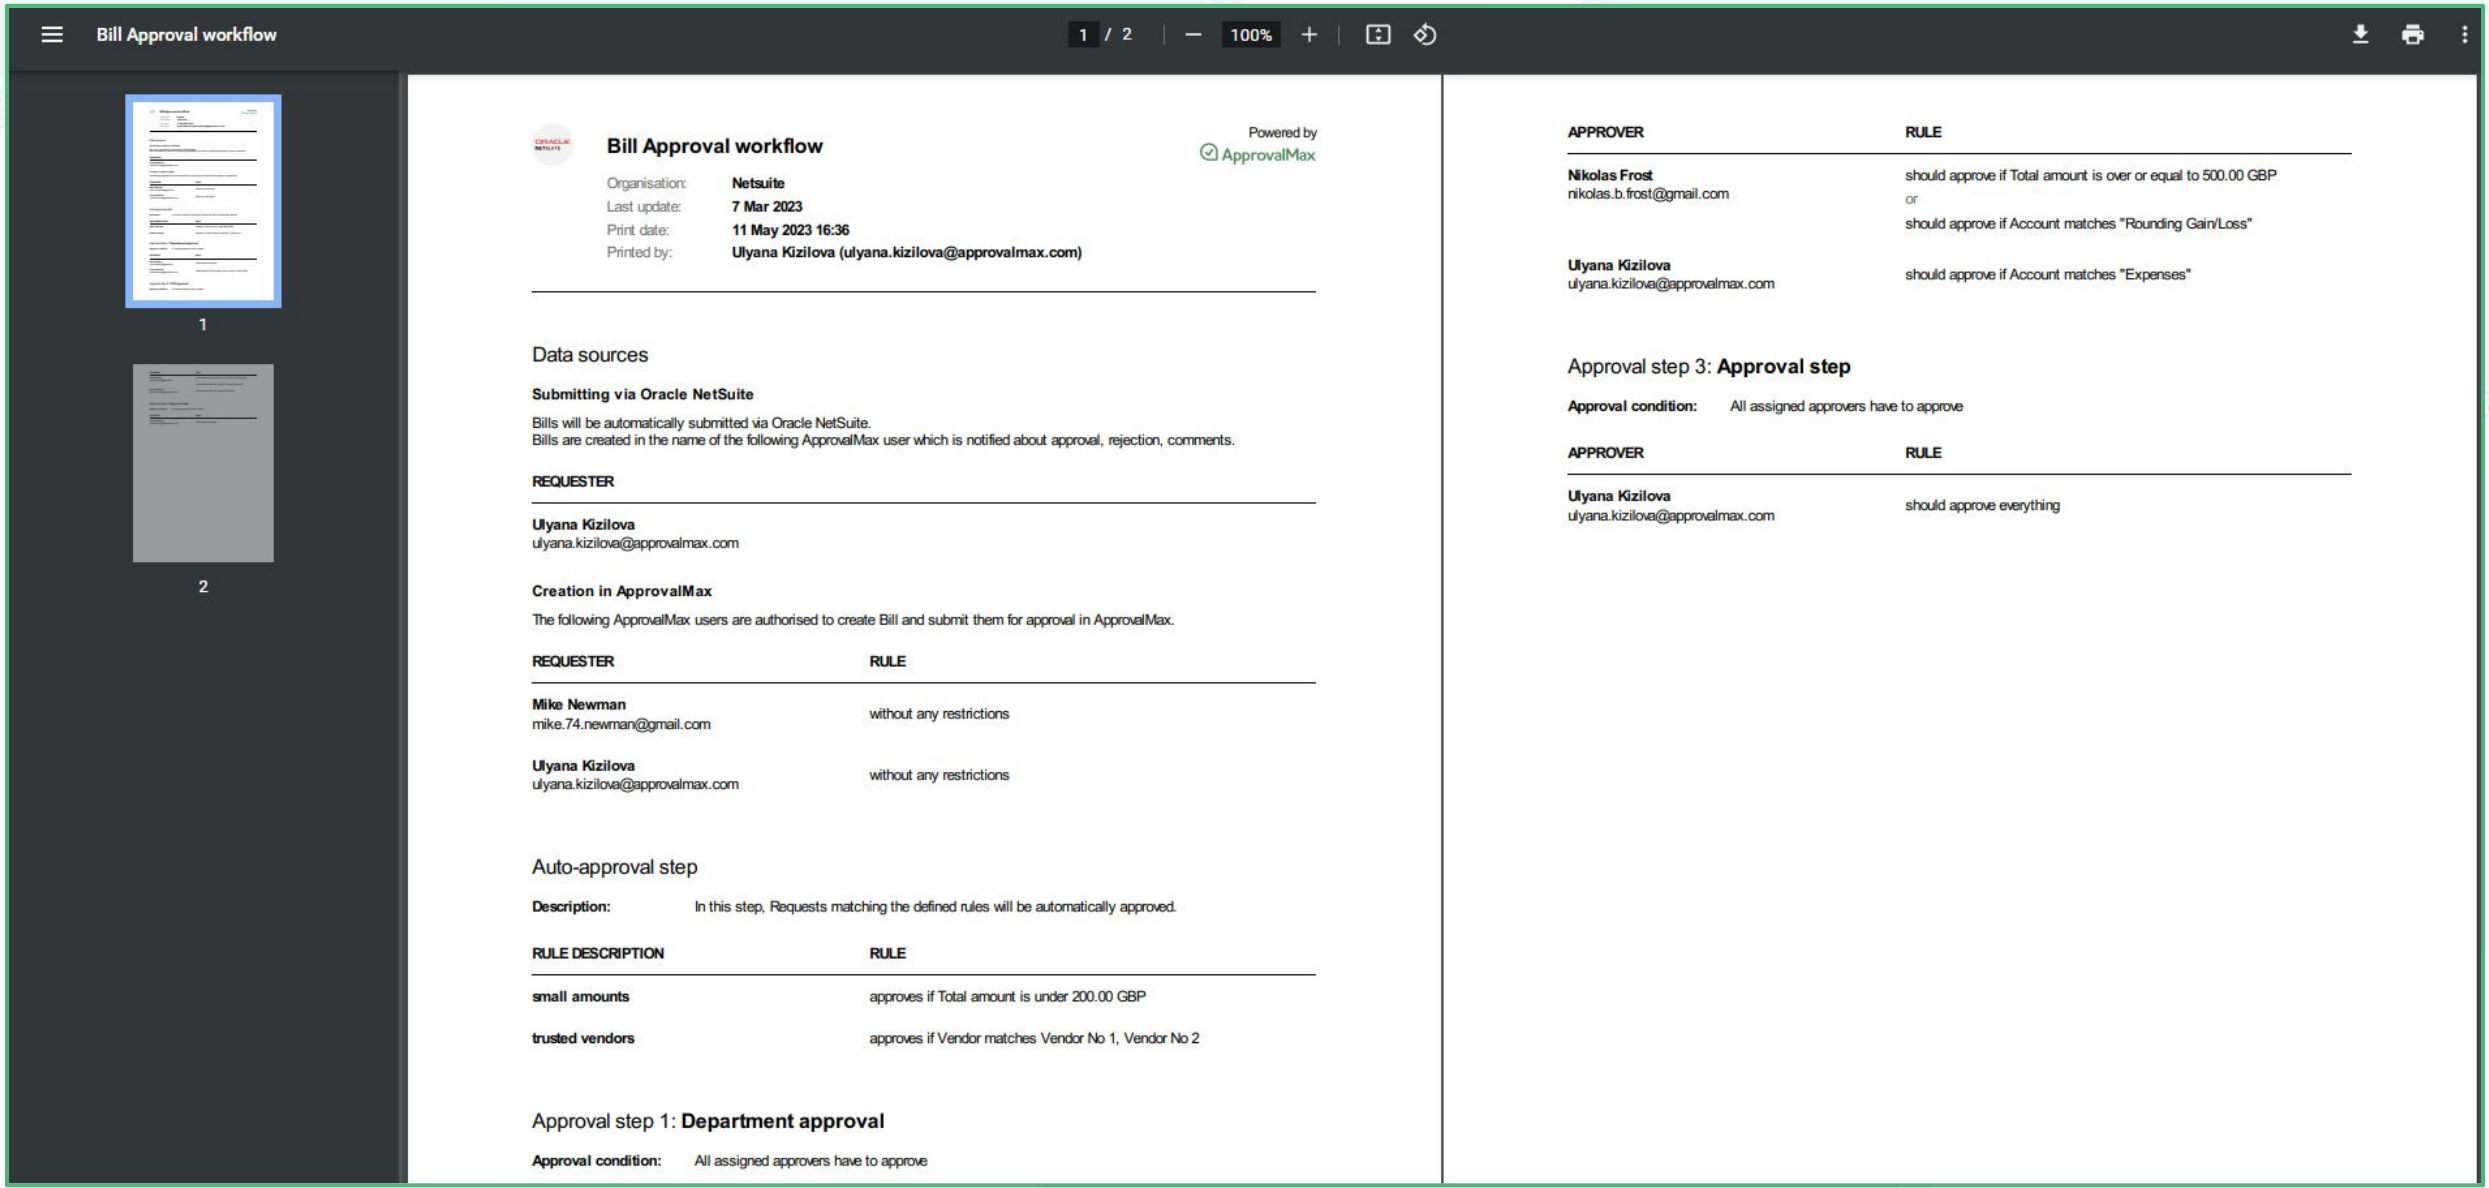 Bill Approval workflow
1 / 2
100%
1
2
ORACLE
NETSUITE
Bill Approval workflow
Powered by
ApprovalMax
Organisation: Netsuite
Last update: 7 Mar 2023
Print date: 11 May 2023 16:36
Printed by: Ulyana Kizilova (ulyana.kizilova@approvalmax.com)
Data sources
Submitting via Oracle NetSuite
Bills will be automatically submitted via Oracle NetSuite.
Bills are created in the name of the following ApprovalMax user which is notified about approval, rejection, comments.
REQUESTER
Ulyana Kizilova
ulyana.kizilova@approvalmax.com
Creation in ApprovalMax
The following ApprovalMax users are authorised to create Bill and submit them for approval in ApprovalMax.
REQUESTER RULE
Mike Newman
mike.74.newman@gmail.com
without any restrictions
Ulyana Kizilova
ulyana.kizilova@approvalmax.com
without any restrictions
Auto-approval step
Description: In this step, Requests matching the defined rules will be automatically approved.
RULE DESCRIPTION RULE
small amounts approves if Total amount is under 200.00 GBP
trusted vendors approves if Vendor matches Vendor No 1, Vendor No 2
Approval step 1: Department approval
Approval condition: All assigned approvers have to approve
APPROVER RULE
Nikolas Frost
nikolas.b.frost@gmail.com
should approve if Total amount is over or equal to 500.00 GBP
or
should approve if Account matches "Rounding Gain/Loss"
Ulyana Kizilova
ulyana.kizilova@approvalmax.com
should approve if Account matches "Expenses"
Approval step 3: Approval step
Approval condition: All assigned approvers have to approve
APPROVER RULE
Ulyana Kizilova
ulyana.kizilova@approvalmax.com
should approve everything